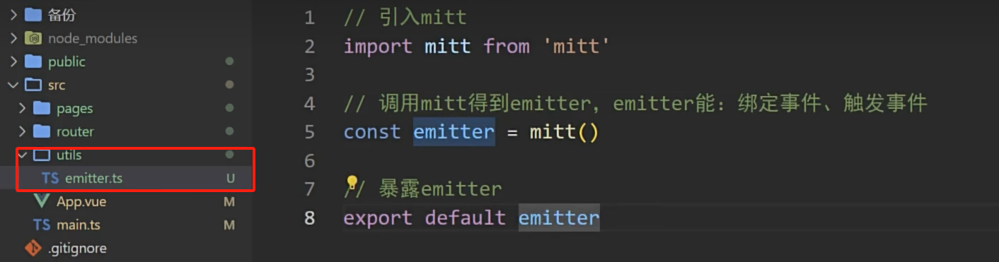 备份
node_modules
public
src
pages
router
utils
TS emitter.ts U
App.vue M
TS main.ts M
.gitignore
1 // 引入mitt
2 import mitt from 'mitt'
3
4 // 调用mitt得到emitter，emitter能：绑定事件、触发事件
5 const emitter = mitt()
6
7 // 暴露emitter
8 export default emitter